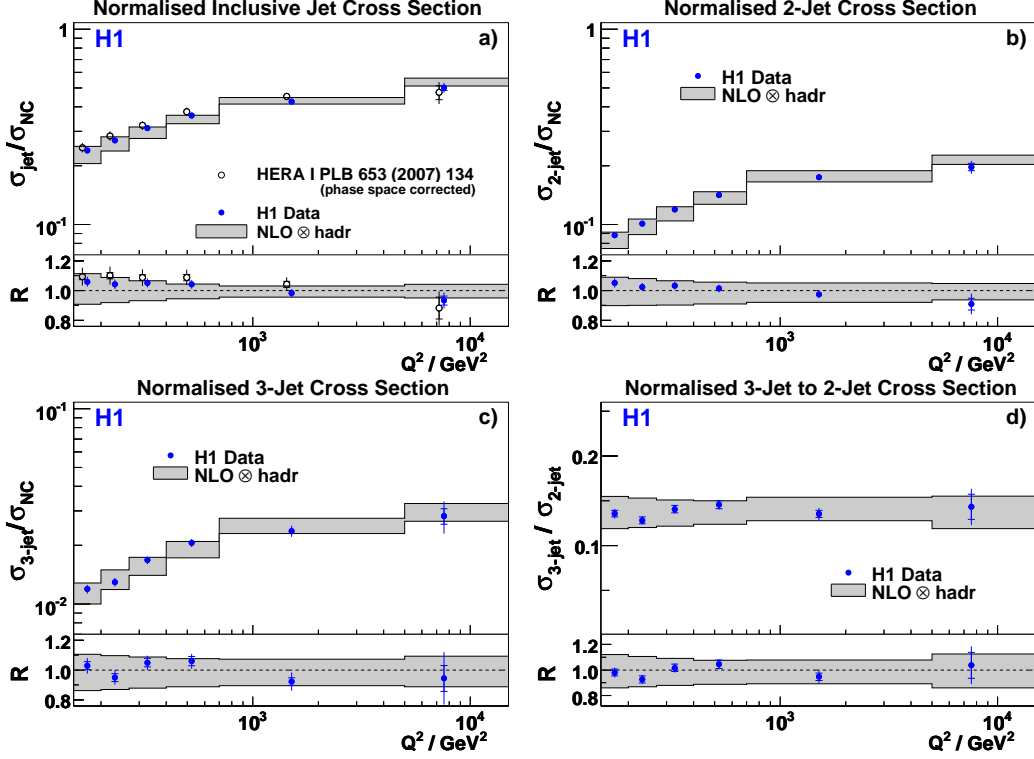 Normalised Inclusive Jet Cross Section
H1
a)
1
10⁻¹
σjet/σNC
HERA I PLB 653 (2007) 134
(phase space corrected)
H1 Data
NLO ⊗ hadr
R
1.2
1.0
0.8
10³
10⁴
Q² / GeV²
Normalised 2-Jet Cross Section
H1
b)
1
10⁻¹
σ2-jet/σNC
H1 Data
NLO ⊗ hadr
R
1.2
1.0
0.8
10³
10⁴
Q² / GeV²
Normalised 3-Jet Cross Section
H1
c)
10⁻¹
10⁻²
σ3-jet/σNC
H1 Data
NLO ⊗ hadr
R
1.2
1.0
0.8
10³
10⁴
Q² / GeV²
Normalised 3-Jet to 2-Jet Cross Section
H1
d)
0.2
0.1
σ3-jet / σ2-jet
H1 Data
NLO ⊗ hadr
R
1.2
1.0
0.8
10³
10⁴
Q² / GeV²